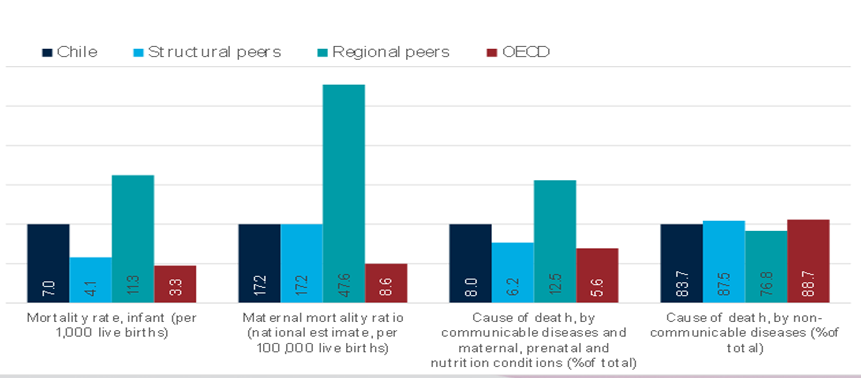 Chile Structural peers Regional peers OECD
7.0 4.1 11.3 3.3 17.2 17.2 47.6 8.6 8.0 6.2 12.5 5.6 83.7 87.5 76.8 88.7
Mortality rate, infant (per
1,000 live births)
Maternal mortality ratio
(national estimate, per
100,000 live births)
Cause of death, by
communicable diseases and
maternal, prenatal and
nutrition conditions (%of total)
Cause of death, by non-
communicable diseases (%of
total)